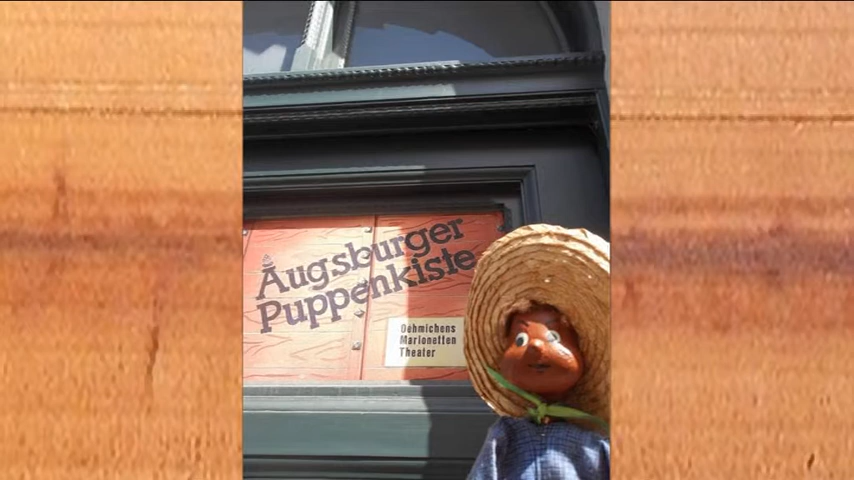 Augsburger
Puppenkiste
Oehmichens
Marionetten
Theater